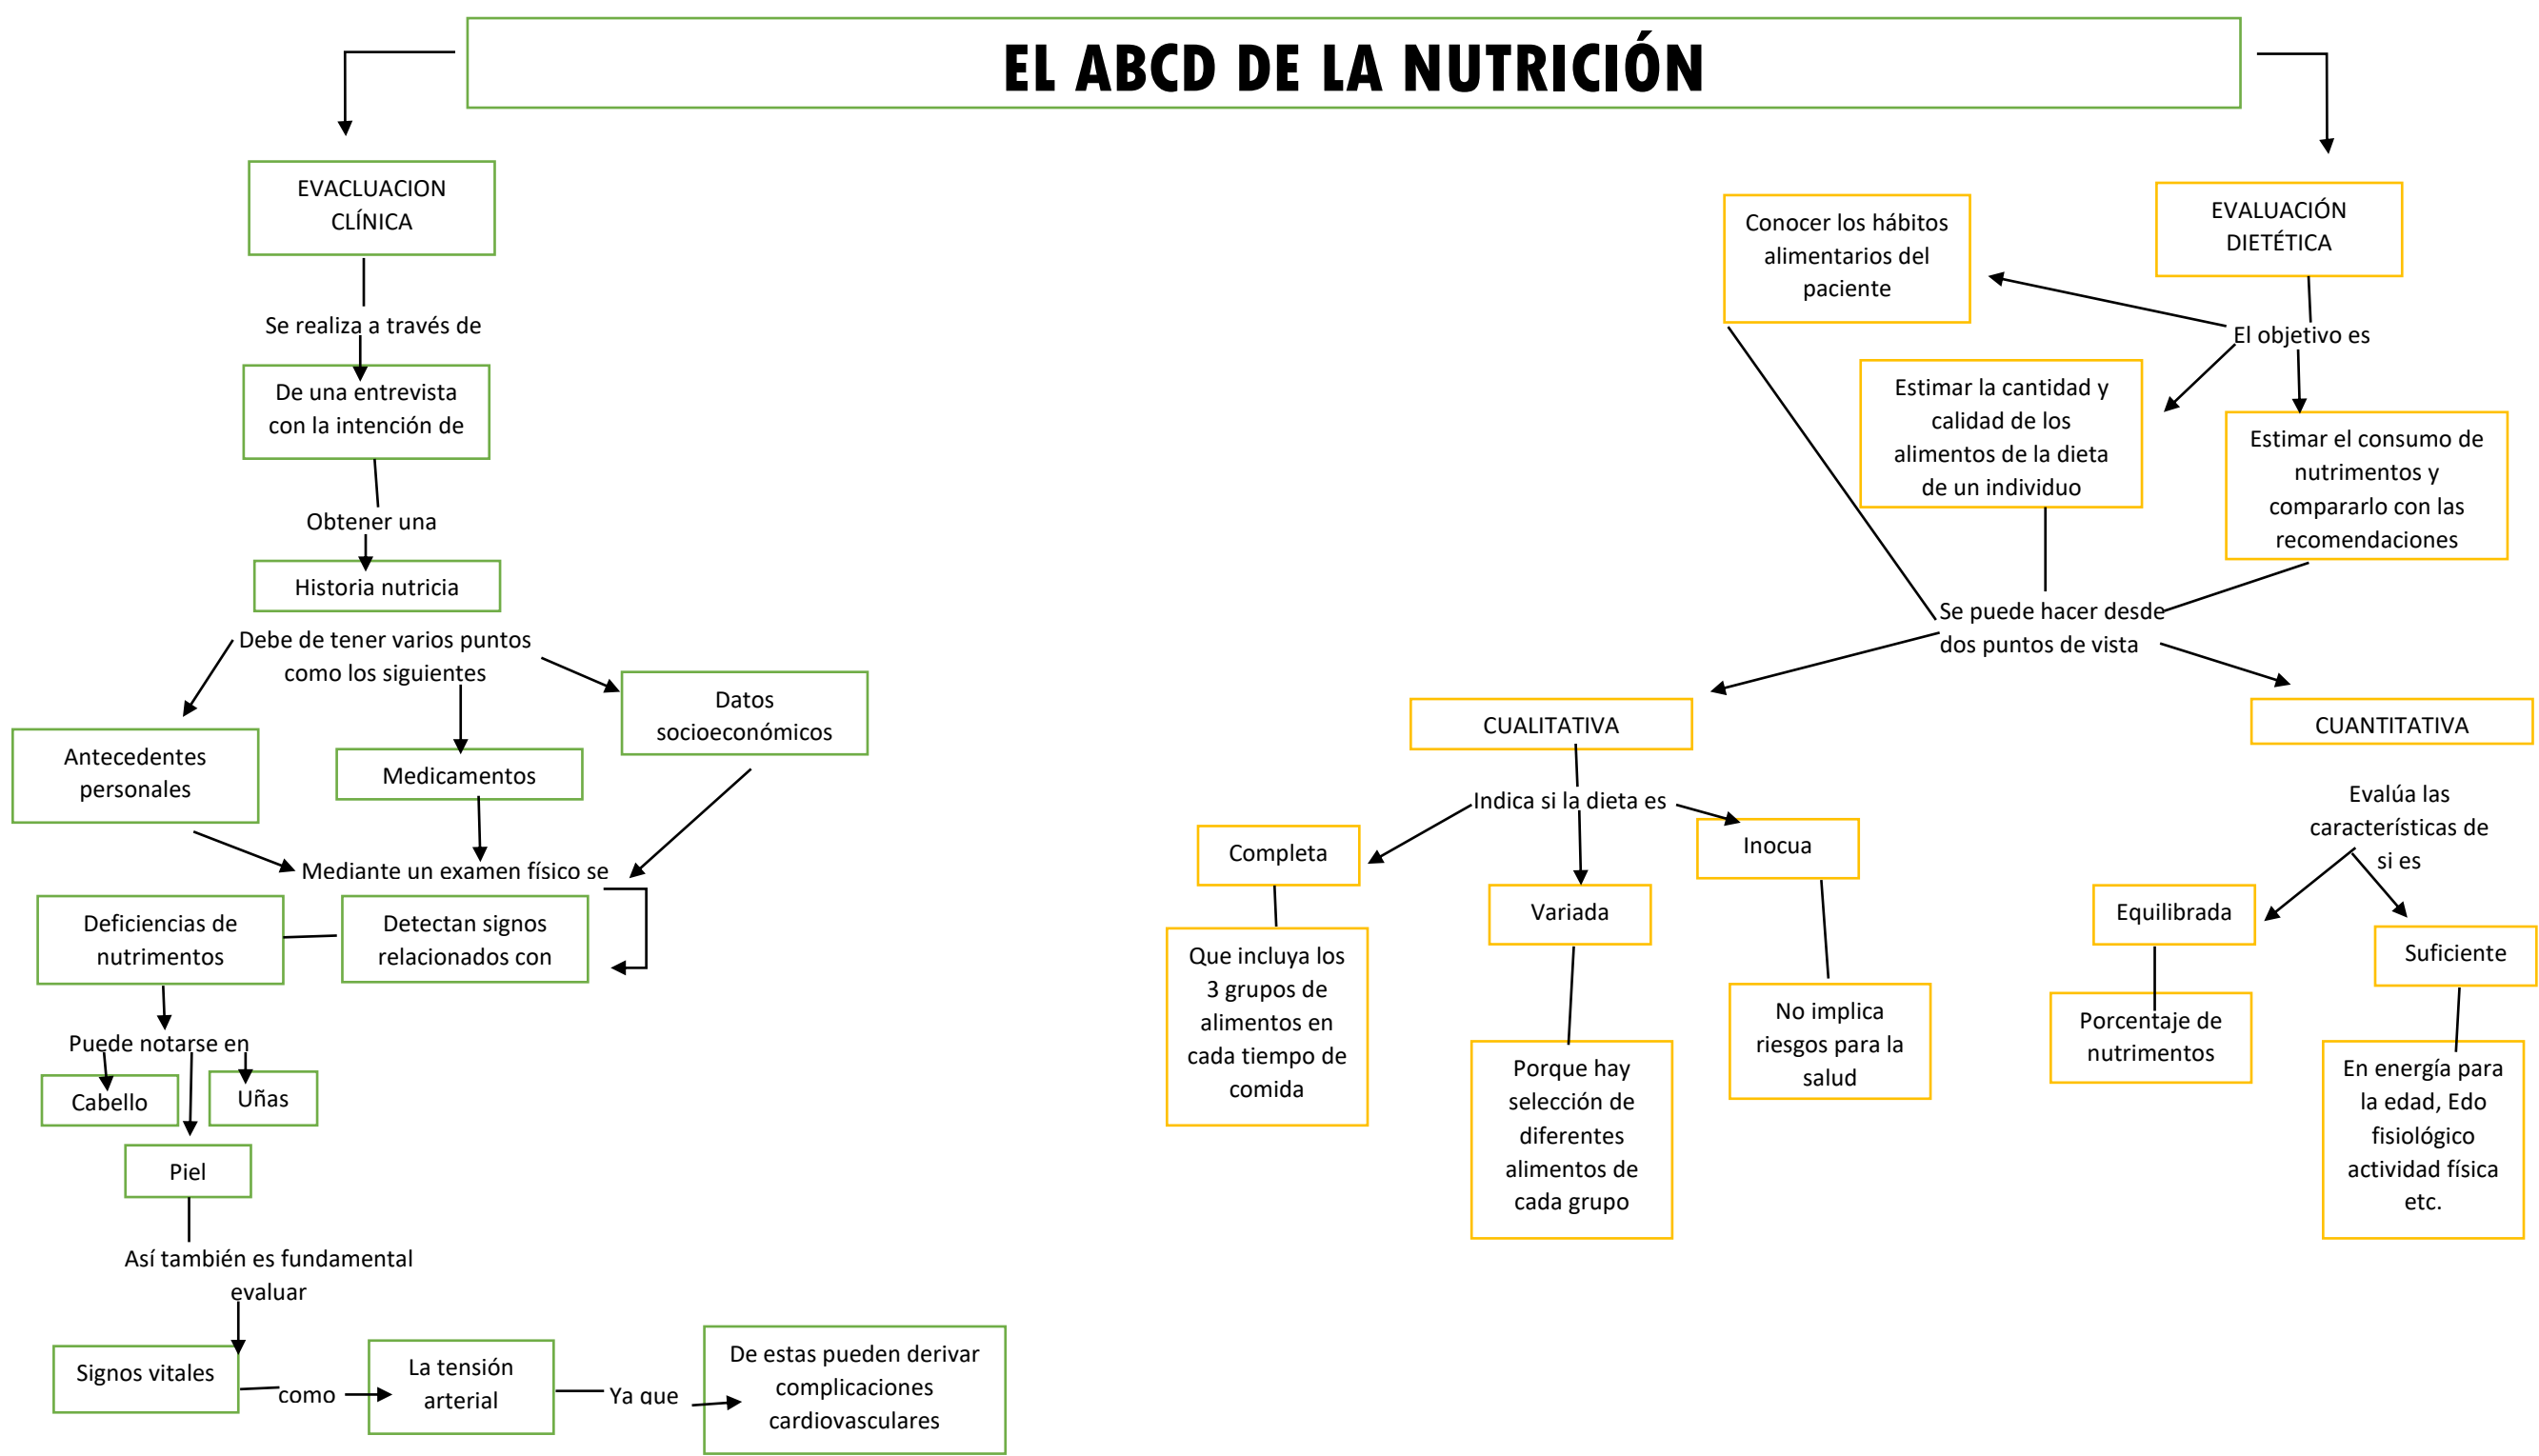 EL ABCD DE LA NUTRICIÓN
EVACLUACION
CLÍNICA
Se realiza a través de
De una entrevista
con la intención de
Obtener una
Historia nutricia
Debe de tener varios puntos
como los siguientes
Antecedentes
personales
Medicamentos
Datos
socioeconómicos
Mediante un examen físico se
Detectan signos
relacionados con
Deficiencias de
nutrimentos
Puede notarse en
Cabello
Uñas
Piel
Así también es fundamental
evaluar
Signos vitales
como
La tensión
arterial
Ya que
De estas pueden derivar
complicaciones
cardiovasculares
EVALUACIÓN
DIETÉTICA
El objetivo es
Conocer los hábitos
alimentarios del
paciente
Estimar la cantidad y
calidad de los
alimentos de la dieta
de un individuo
Estimar el consumo de
nutrimentos y
compararlo con las
recomendaciones
Se puede hacer desde
dos puntos de vista
CUALITATIVA
Indica si la dieta es
Completa
Que incluya los
3 grupos de
alimentos en
cada tiempo de
comida
Variada
Porque hay
selección de
diferentes
alimentos de
cada grupo
Inocua
No implica
riesgos para la
salud
CUANTITATIVA
Evalúa las
características de
si es
Equilibrada
Porcentaje de
nutrimentos
Suficiente
En energía para
la edad, Edo
fisiológico
actividad física
etc.